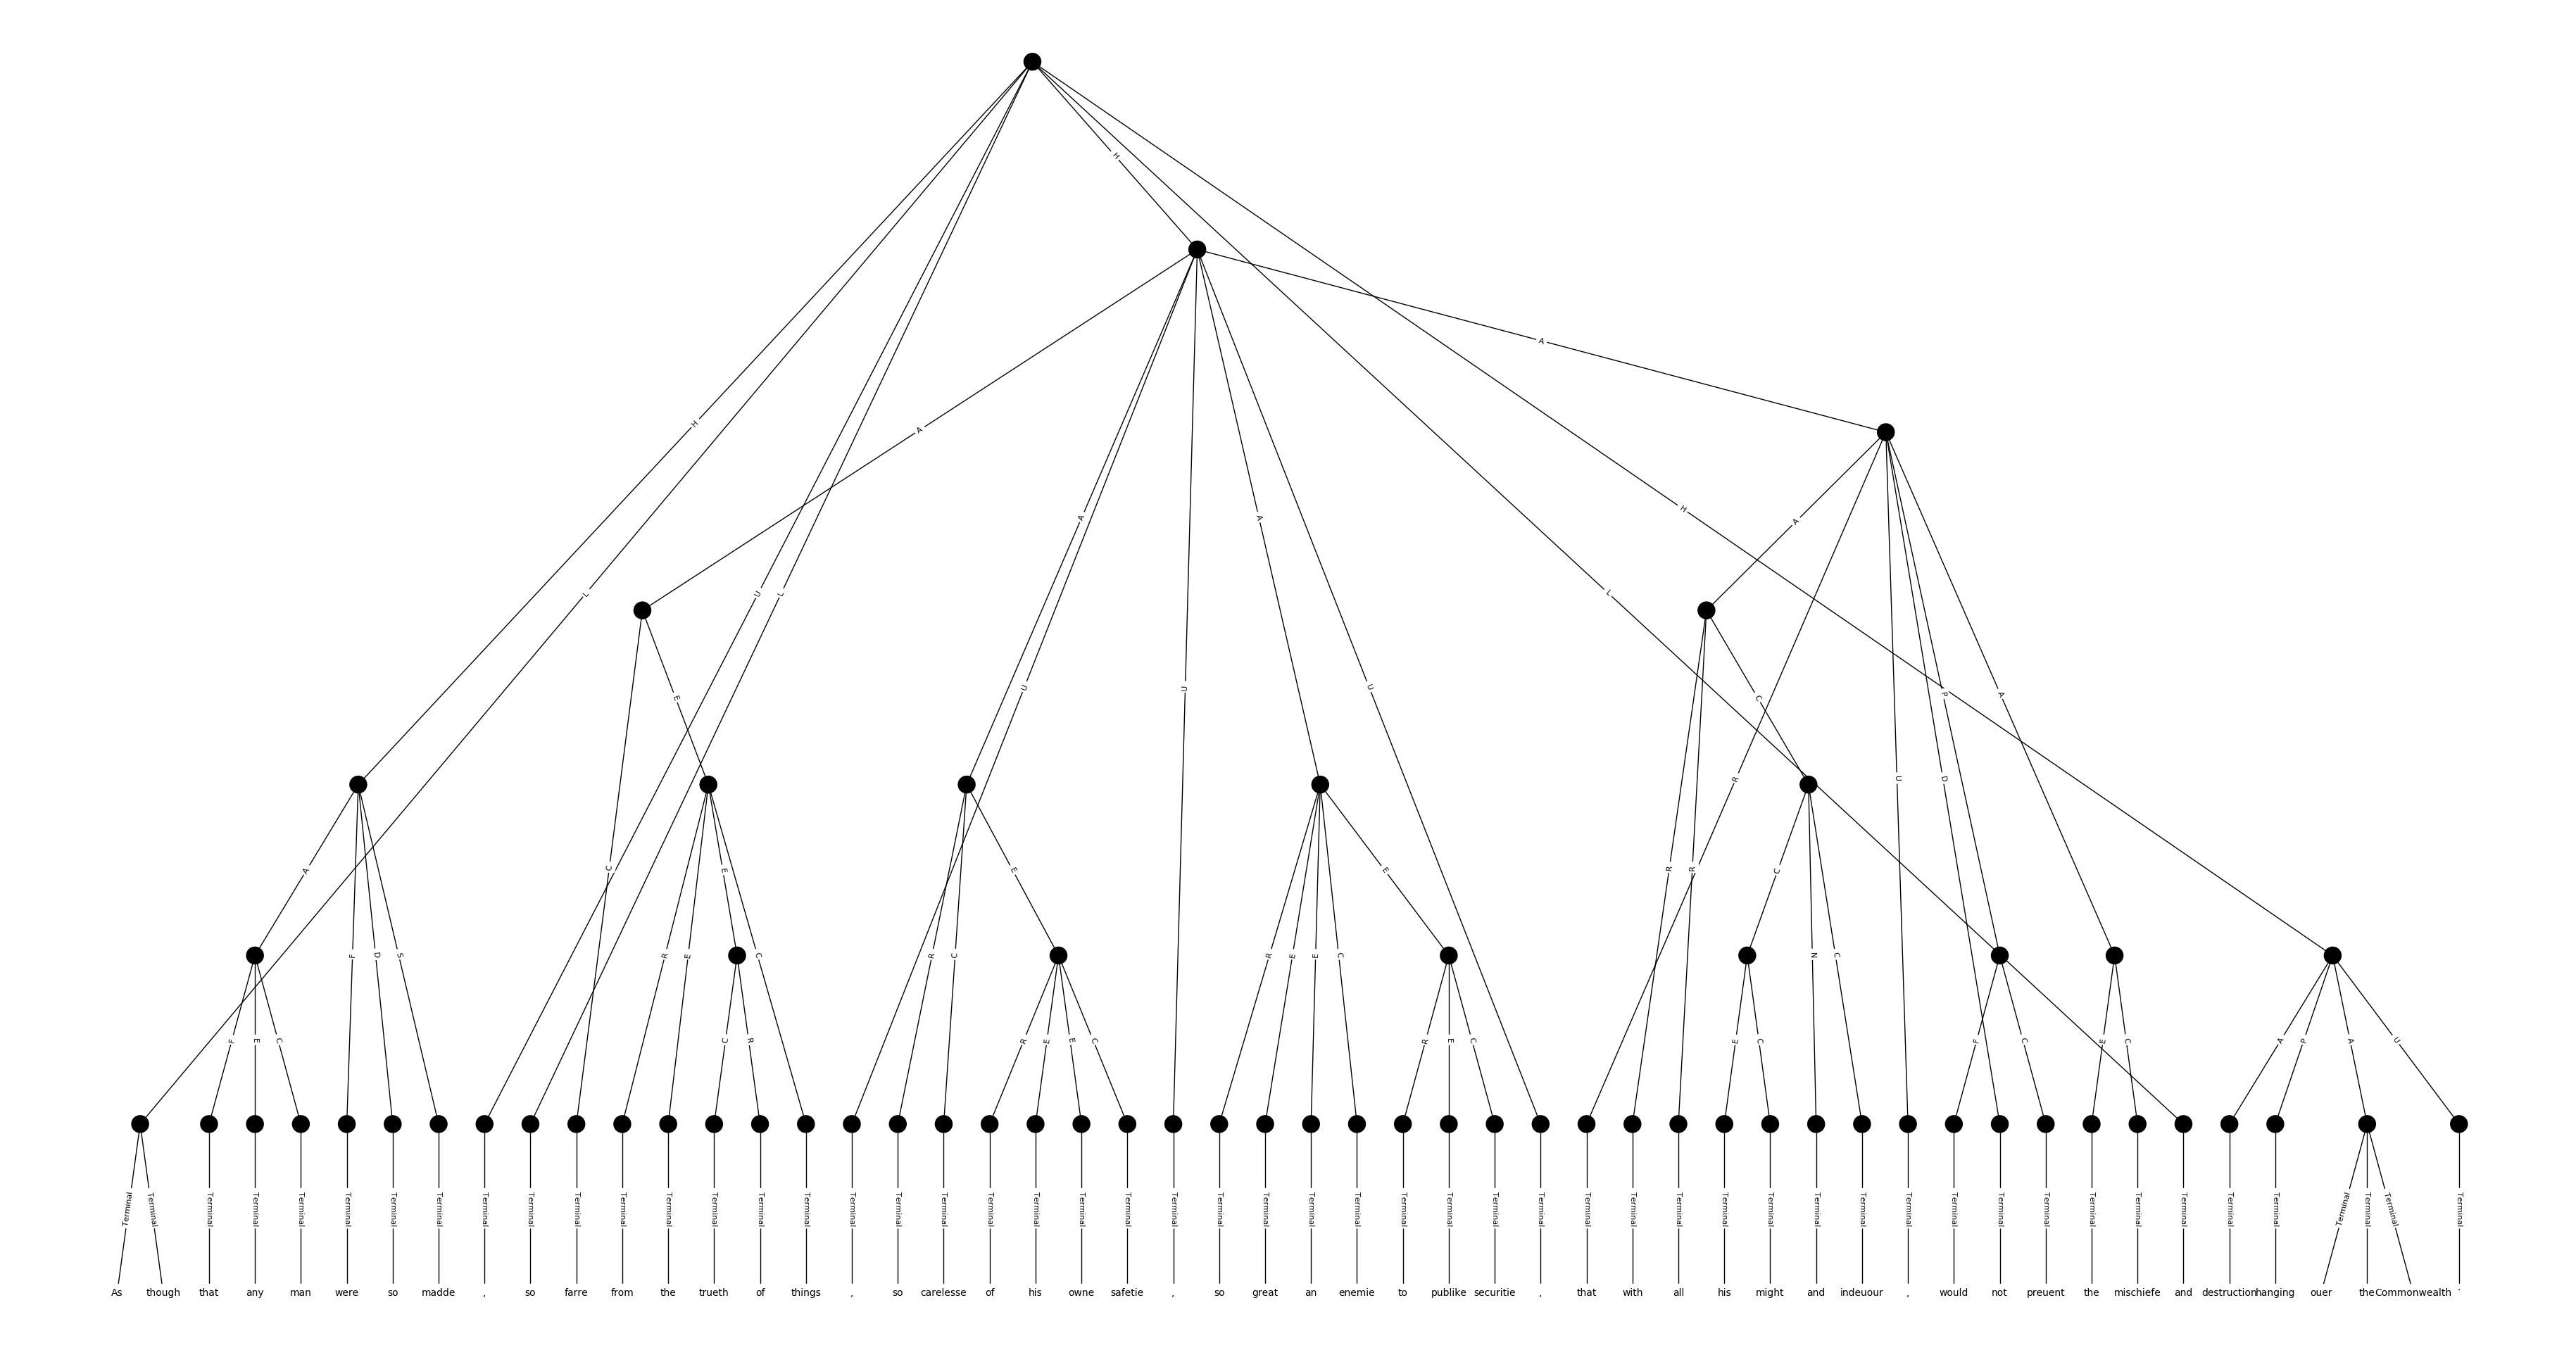 H
A
H A
H A A A
L U L L
E U U U C P A
R U D
A C E E E R R C
F D S R E C R C R E E C N C
F E C C R R E E C R E C E C F C E C A P A U
Terminal Terminal Terminal Terminal Terminal Terminal Terminal Terminal Terminal Terminal Terminal Terminal Terminal Terminal Terminal Terminal Terminal Terminal Terminal Terminal Terminal Terminal Terminal Terminal Terminal Terminal Terminal Terminal Terminal Terminal Terminal Terminal Terminal Terminal Terminal Terminal Terminal Terminal Terminal Terminal Terminal Terminal Terminal Terminal Terminal Terminal Terminal Terminal Terminal Terminal Terminal Terminal
As though that any man were so madde , so farre from the trueth of things , so carelesse of his owne safetie , so great an enemie to publike securitie , that with all his might and indeuour , would not preuent the mischiefe and destruction hanging ouer the Commonwealth .